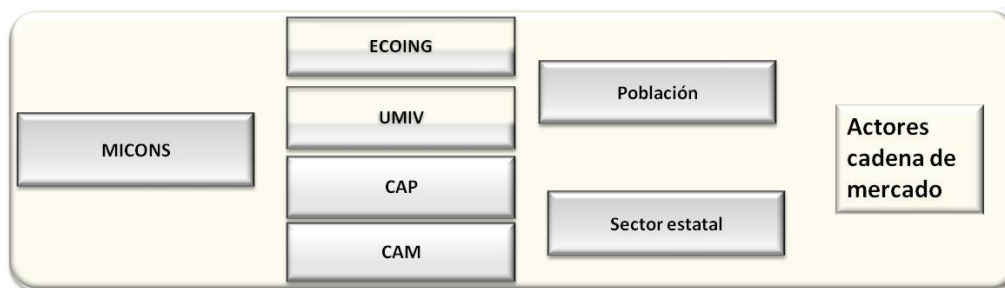 MICONS
ECOING
UMIV
CAP
CAM
Población
Sector estatal
Actores
cadena de
mercado